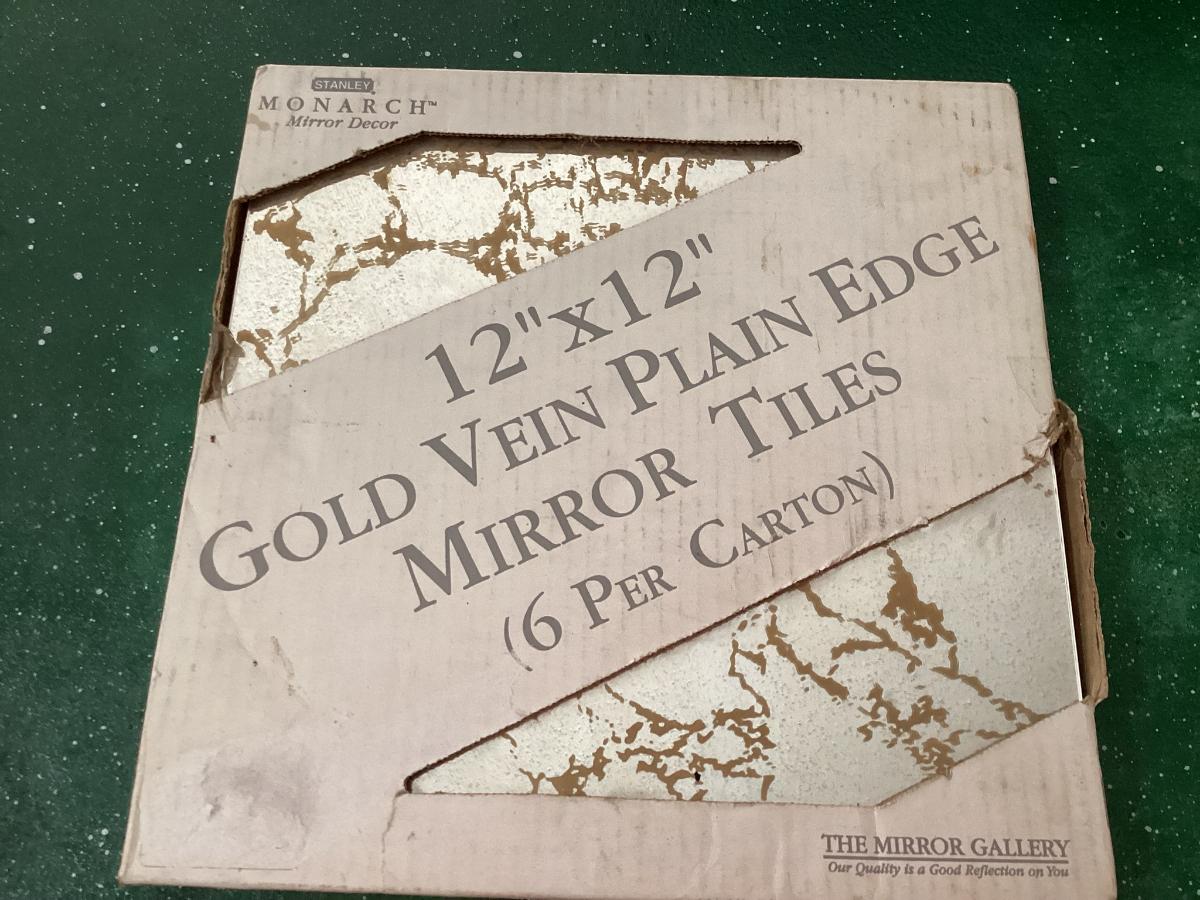 STANLEY
MONARCH™
Mirror Decor
12"x12"
GOLD VEIN PLAIN EDGE
MIRROR TILES
(6 PER CARTON)
THE MIRROR GALLERY
Our Quality is a Good Reflection on You